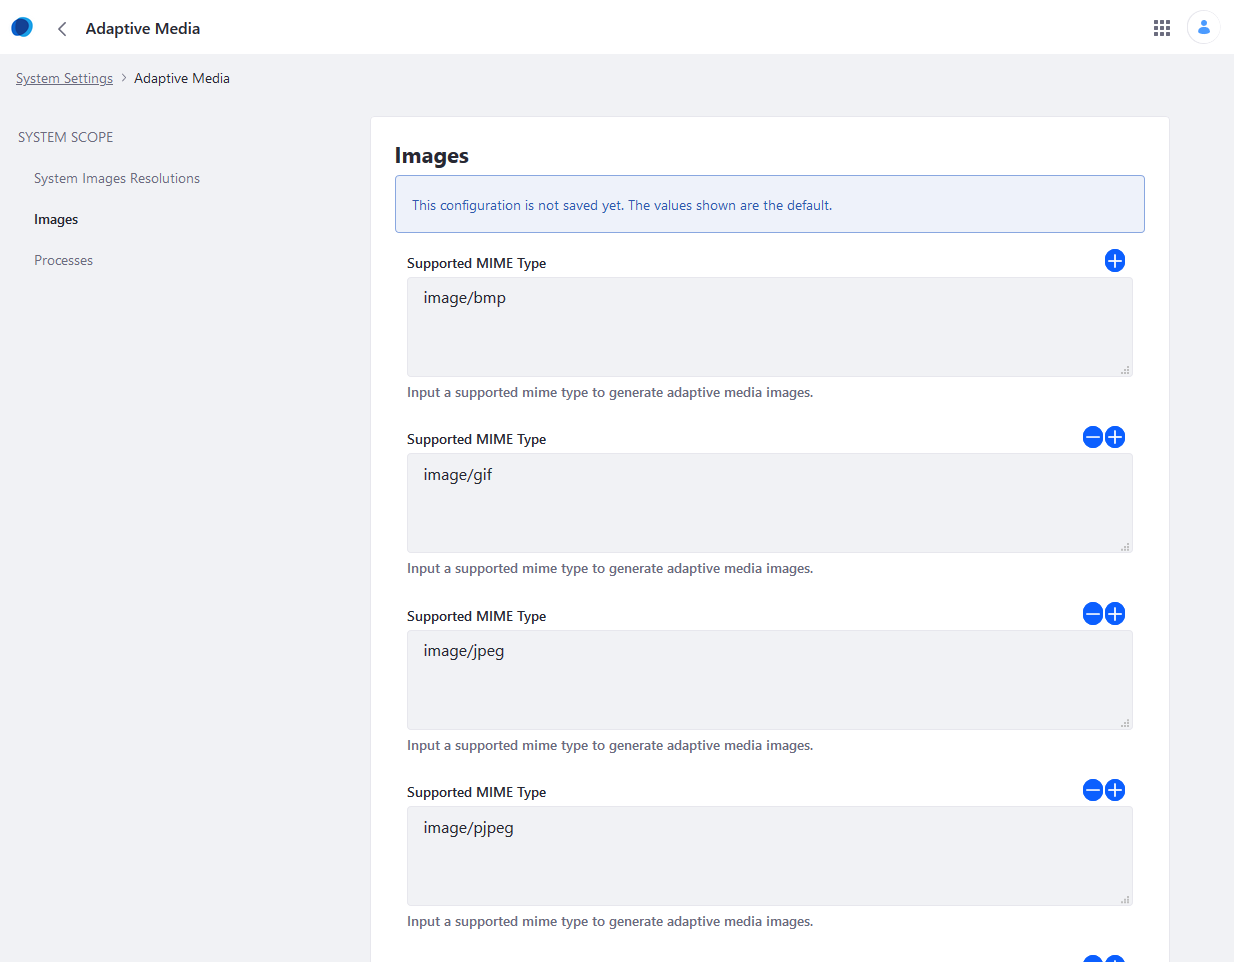 Adaptive Media
System Settings > Adaptive Media
SYSTEM SCOPE
System Images Resolutions
Images
Processes
Images
This configuration is not saved yet. The values shown are the default.
Supported MIME Type
image/bmp
Input a supported mime type to generate adaptive media images.
Supported MIME Type
image/gif
Input a supported mime type to generate adaptive media images.
Supported MIME Type
image/jpeg
Input a supported mime type to generate adaptive media images.
Supported MIME Type
image/pjpeg
Input a supported mime type to generate adaptive media images.